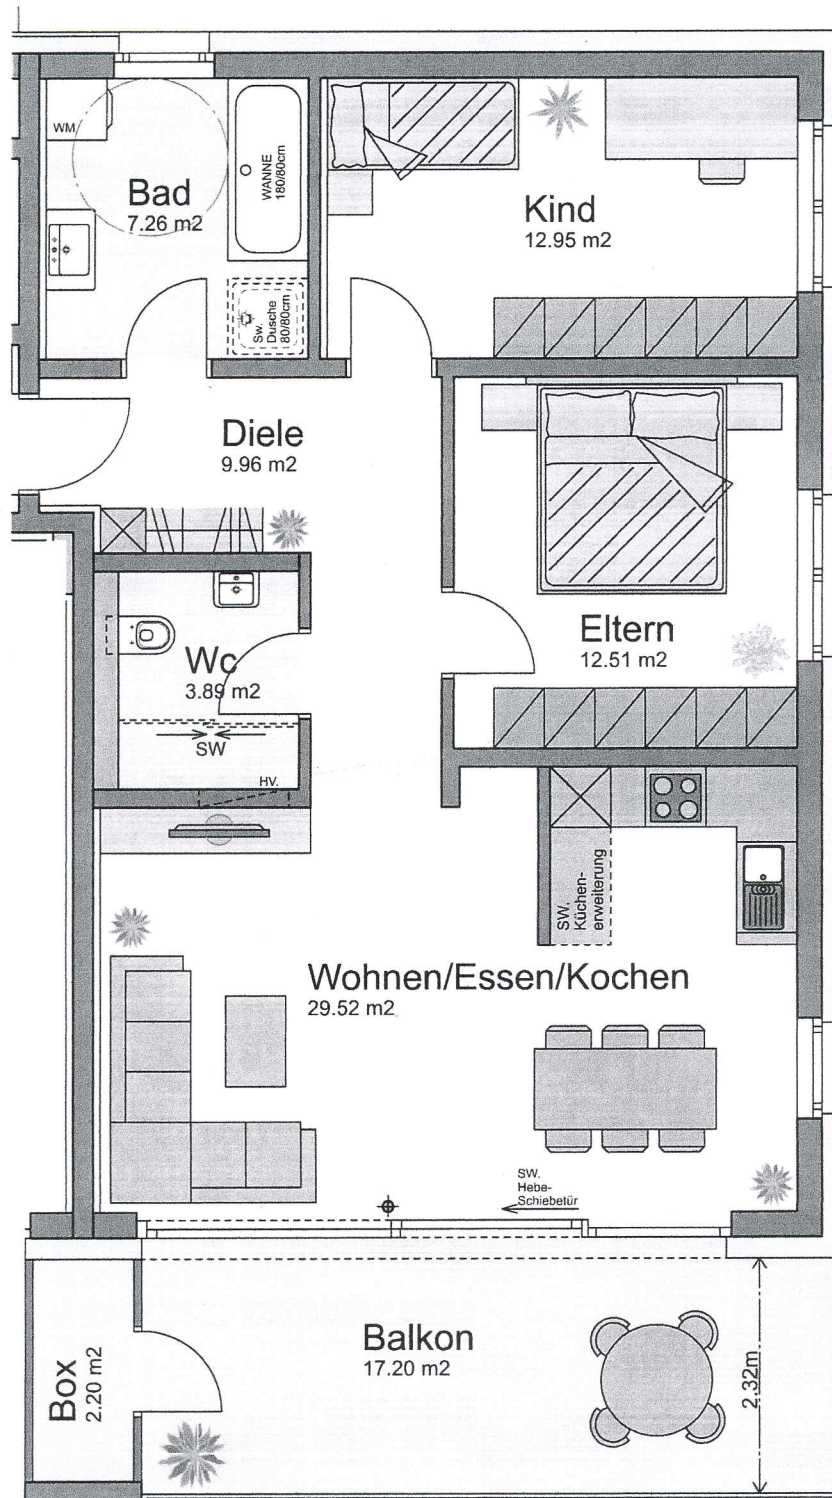 WM
Bad
7.26 m2
WANNE
180/80cm
Sw.
Dusche
80/80cm
Kind
12.95 m2
Diele
9.96 m2
Eltern
12.51 m2
Wc
3.89 m2
SW
HV.
SW.
Küchen-
erweiterung
Wohnen/Essen/Kochen
29.52 m2
SW.
Hebe-
Schiebetür
Box
2.20 m2
Balkon
17.20 m2
2.32m